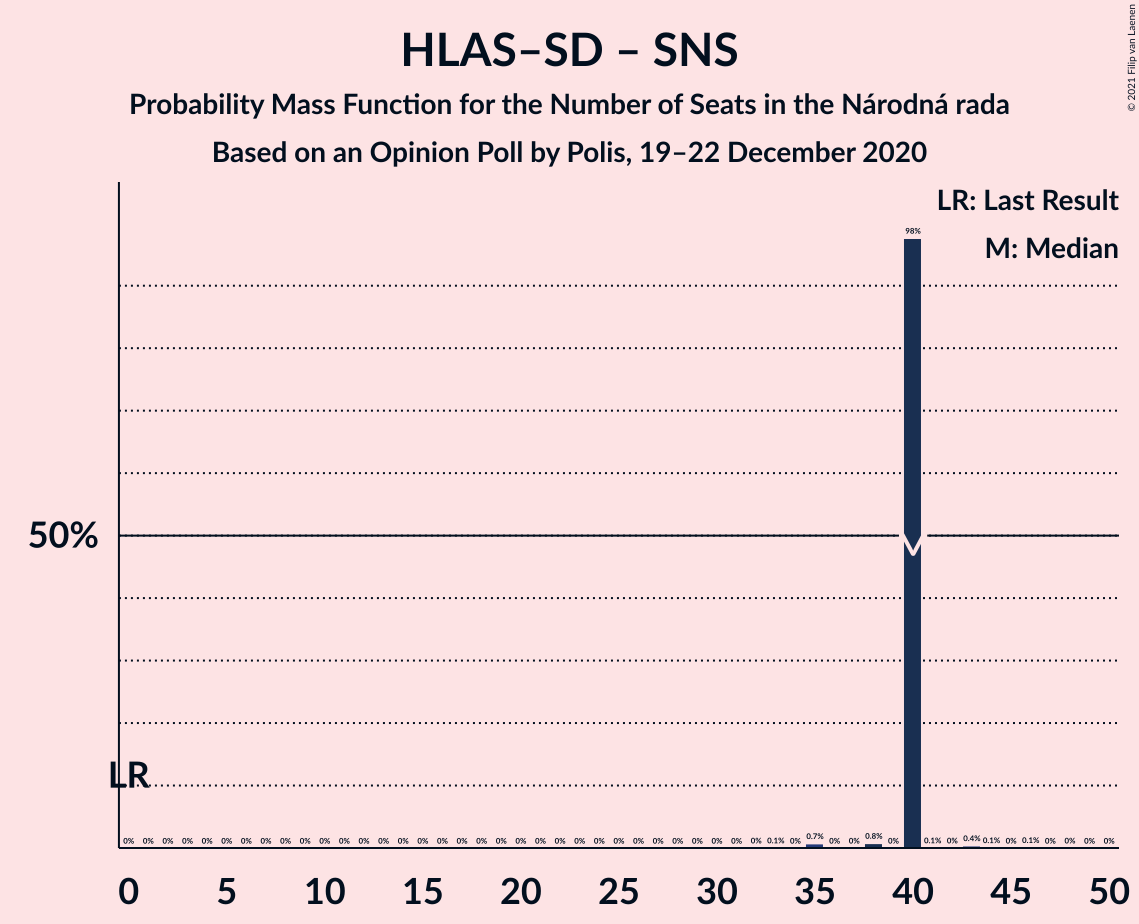 © 2021 Filip van Laenen
HLAS–SD – SNS
Probability Mass Function for the Number of Seats in the Národná rada
Based on an Opinion Poll by Polis, 19–22 December 2020
LR: Last Result
M: Median
98%
50%
LR
0% 0% 0% 0% 0% 0% 0% 0% 0% 0% 0% 0% 0% 0% 0% 0% 0% 0% 0% 0% 0% 0% 0% 0% 0% 0% 0% 0% 0% 0% 0% 0% 0% 0.1% 0% 0.7% 0% 0% 0.8% 0% 0.1% 0% 0.4% 0.1% 0% 0.1% 0% 0% 0% 0%
0 5 10 15 20 25 30 35 40 45 50